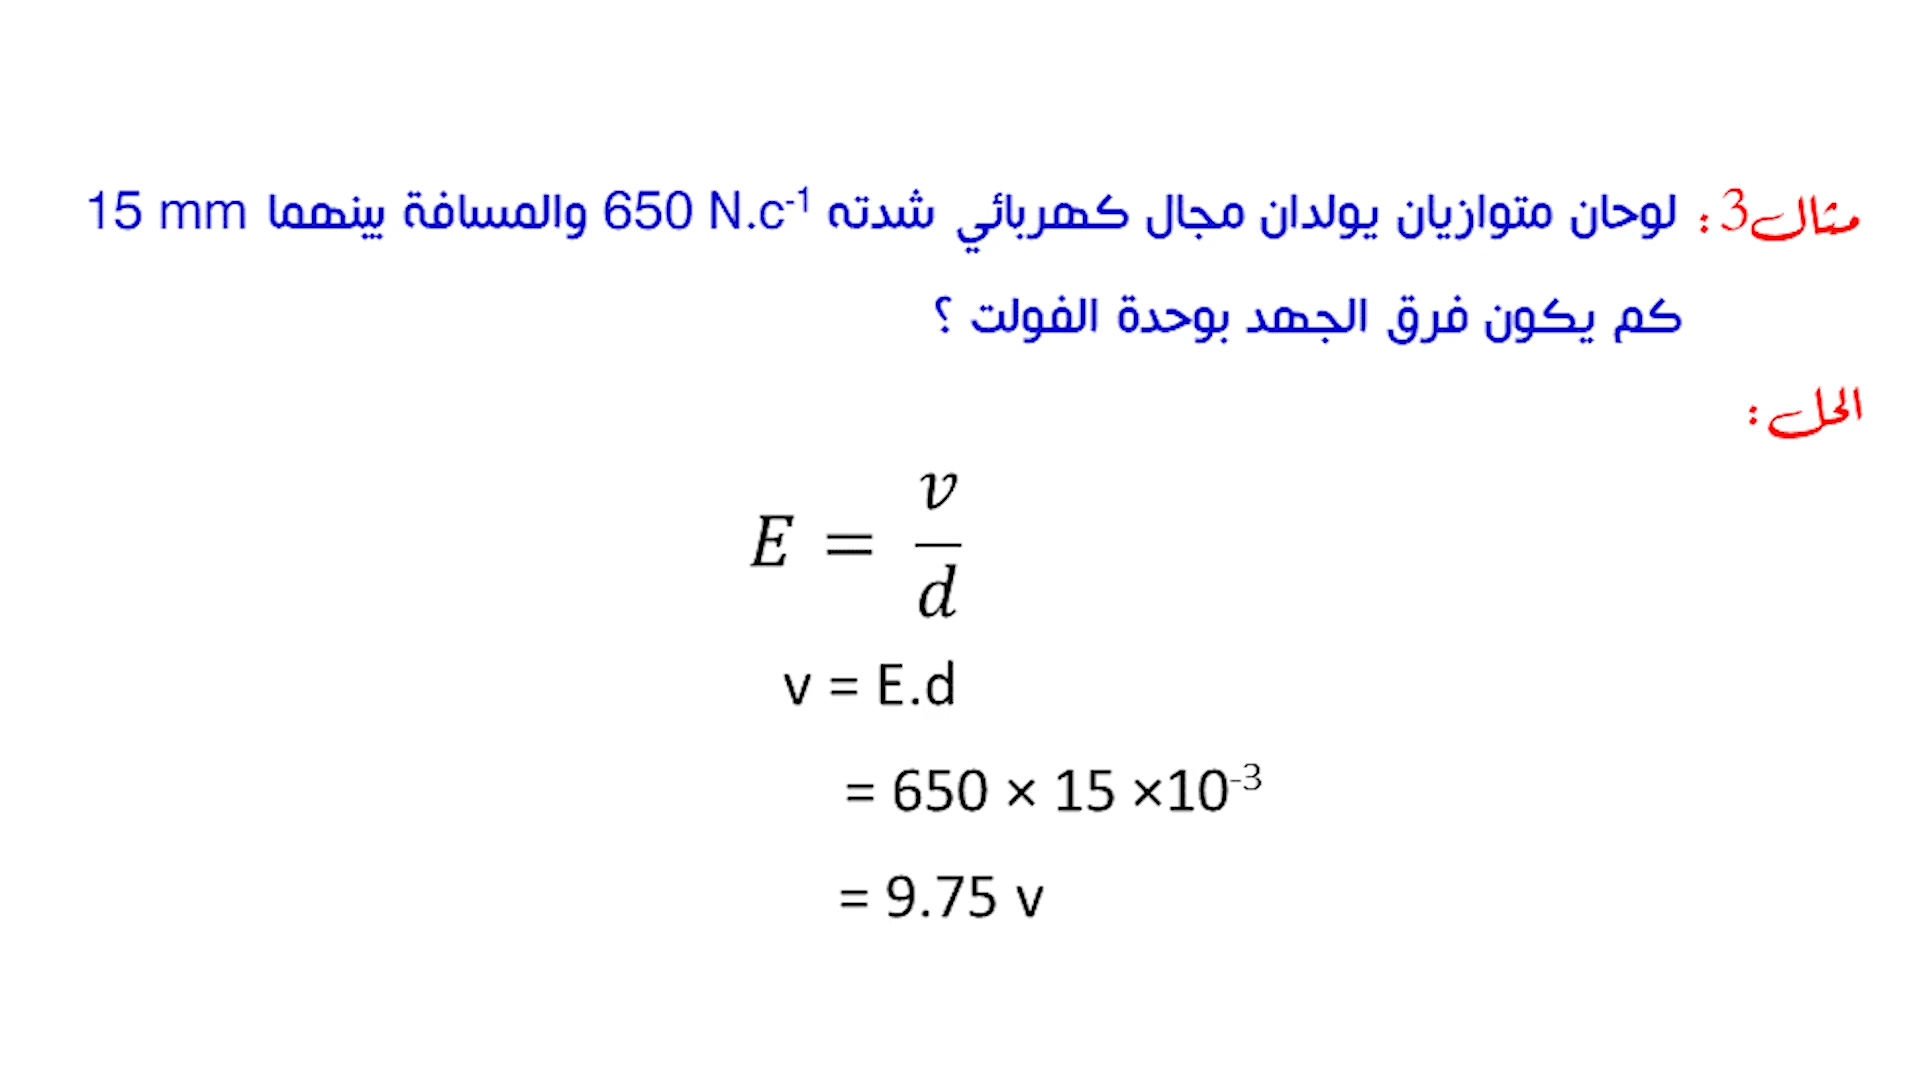 مثال3 : لوحان متوازيان يولدان مجال كهربائي شدته 650 N.c⁻¹ والمسافة بينهما 15 mm
كم يكون فرق الجهد بوحدة الفولت ؟
الحل :
E = v/d
v = E.d
= 650 × 15 ×10⁻³
= 9.75 v